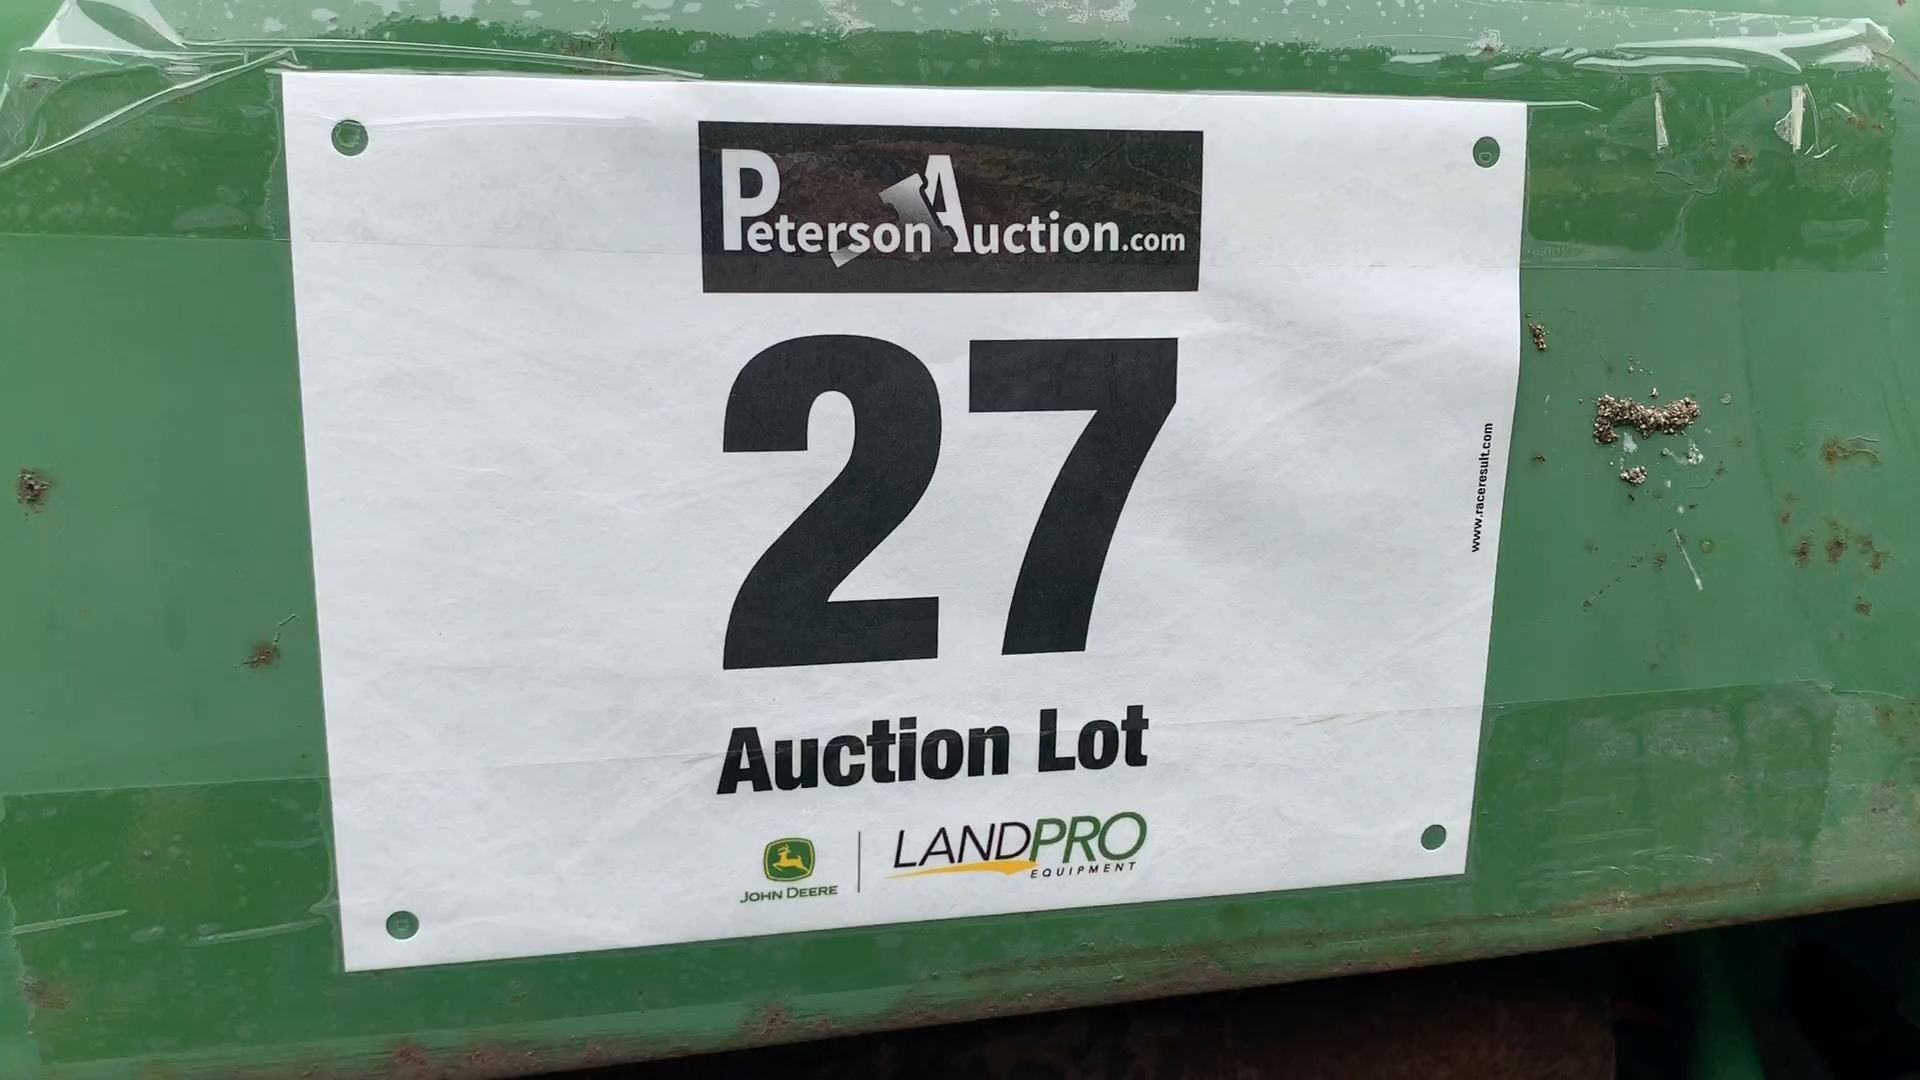 PetersonAuction.com
27
www.raceresult.com
Auction Lot
JOHN DEERE
LANDPRO
EQUIPMENT